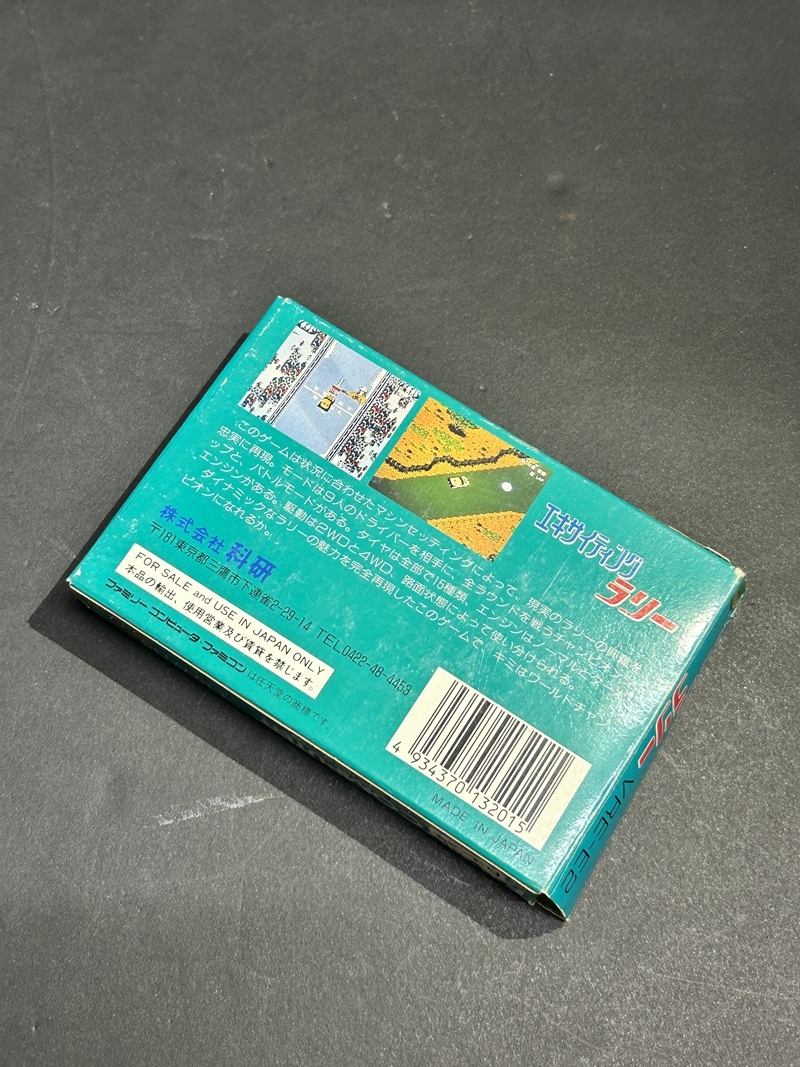 エキサイティング
ラリー
このゲームは状況に合わせたマシンセッティングによって、現実のラリーの興奮
忠実に再現。モードは9人のドライバーを相手に、全ラウンドを戦うチャンピオンシ
ップと、バトルモードがある。タイヤは全部で15種類、エンジンはノーマルとターボ
エンジンがある。駆動は2WDと4WD、路面状態によって使い分けられる。
ダイナミックなラリーの魅力を完全再現したこのゲームで、キミはワールドチャン
ピオンになれるか。
株式会社 科研
〒181東京都三鷹市下連雀2-29-14 TEL0422-48-4453
FOR SALE and USE IN JAPAN ONLY
本品の輸出、使用営業及び賃貸を禁じます。
ファミリー コンピュータ・ファミコン は任天堂の商標です。
4 934370 132015
MADE IN JAPAN
ラリー
VRE-E2